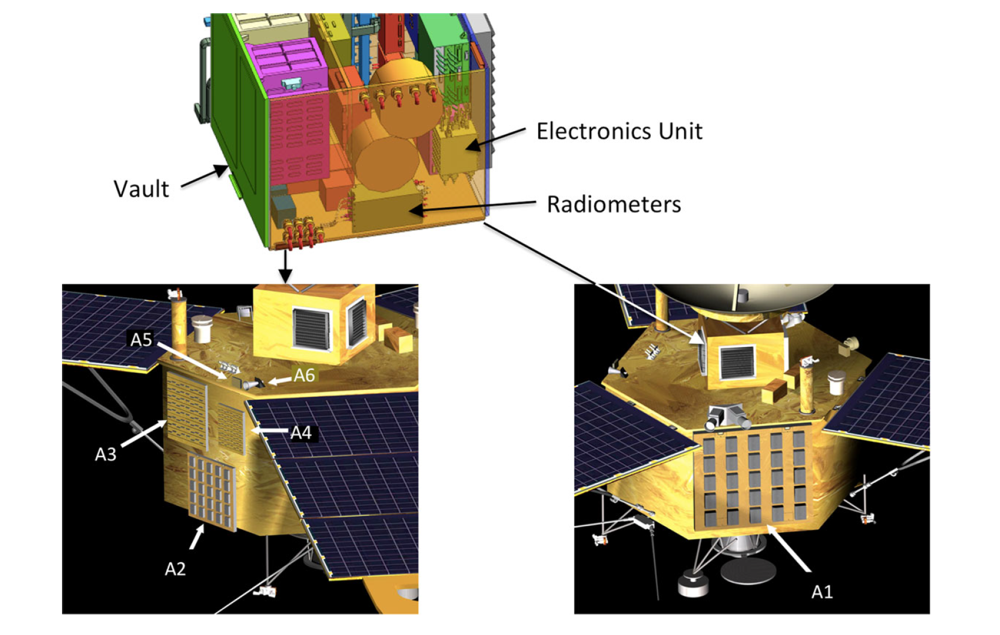 Electronics Unit
Vault
Radiometers
A5
A6
A4
A3
A2
A1